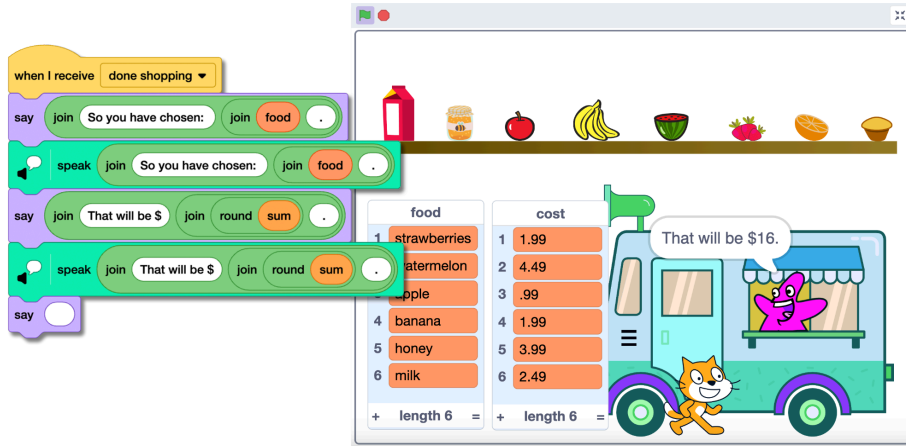 when I receive done shopping
say join So you have chosen: join food .
speak join So you have chosen: join food .
say join That will be $ join round sum .
speak join That will be $ join round sum .
say
food
1 strawberries
watermelon
3 apple
4 banana
5 honey
6 milk
+ length 6 =
cost
1 1.99
2 4.49
3 .99
4 1.99
5 3.99
6 2.49
+ length 6 =
That will be $16.